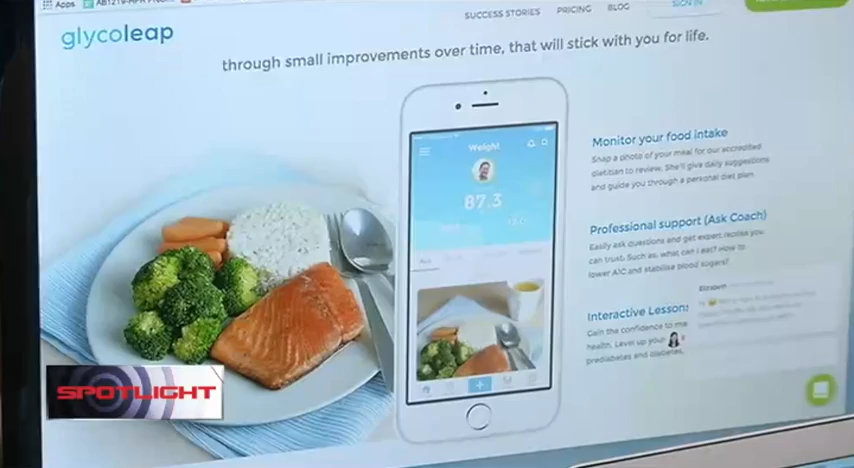 Apps
SUCCESS STORIES PRICING BLOG SIGN IN
glycoleap
through small improvements over time, that will stick with you for life.
Weight
87.3
Monitor your food intake
Snap a photo of your meal for our accredited
dietitian to review. She'll give daily suggestions
and guide you through a personal diet plan.
Professional support (Ask Coach)
Easily ask questions and get expert recipes you
can trust. Such as, what can I eat? How to
lower A1C and stabilise blood sugars?
Interactive Lessons
Gain the confidence to
health. Level up your
prediabetes and diabetes.
SPOTLIGHT